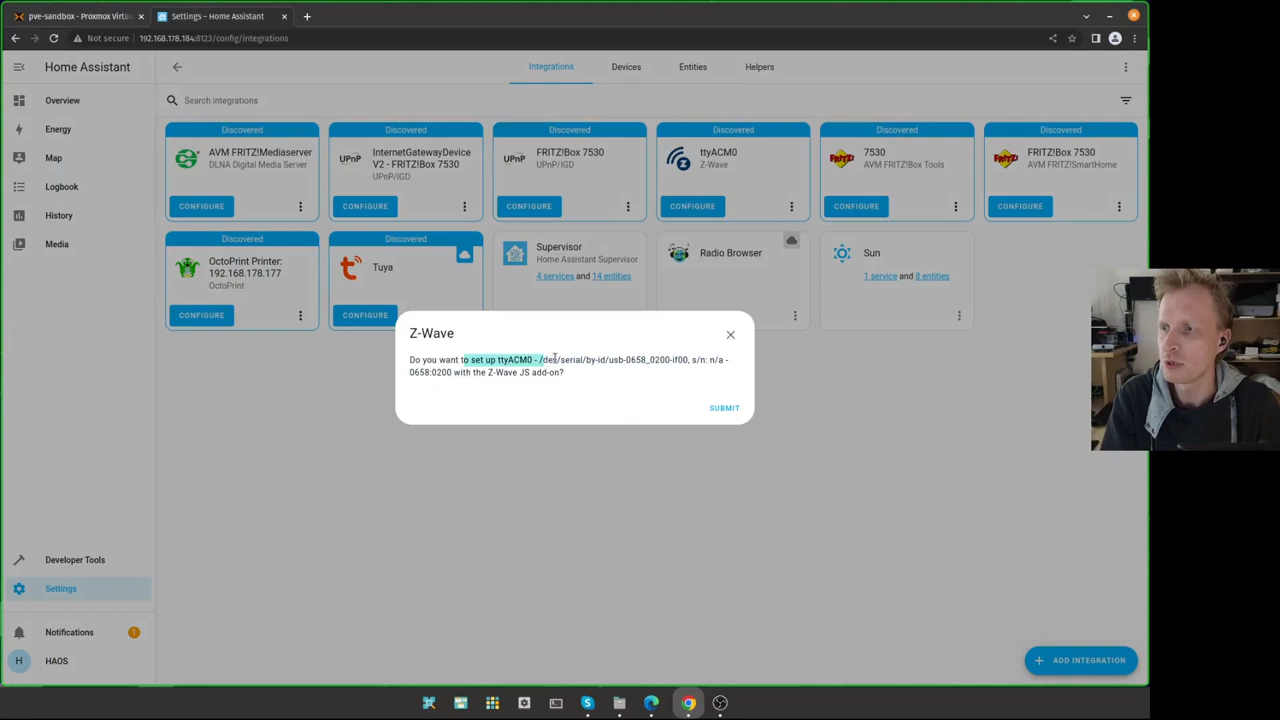 pve-sandbox - Proxmox Virtu
Settings – Home Assistant
Not secure
192.168.178.184:8123/config/integrations
Home Assistant
Overview
Energy
Map
Logbook
History
Media
Developer Tools
Settings
Notifications
1
H
HAOS
Integrations
Devices
Entities
Helpers
Search integrations
Discovered
AVM FRITZ!Mediaserver
DLNA Digital Media Server
CONFIGURE
Discovered
UPnP
InternetGatewayDevice
V2 - FRITZ!Box 7530
UPnP/IGD
CONFIGURE
Discovered
UPnP
FRITZ!Box 7530
UPnP/IGD
CONFIGURE
Discovered
ttyACM0
Z-Wave
CONFIGURE
Discovered
FRITZ!
7530
AVM FRITZ!Box Tools
CONFIGURE
Discovered
FRITZ!
FRITZ!Box 7530
AVM FRITZ!SmartHome
CONFIGURE
Discovered
OctoPrint Printer:
192.168.178.177
OctoPrint
CONFIGURE
Discovered
Tuya
CONFIGURE
Supervisor
Home Assistant Supervisor
4 services and 14 entities
Radio Browser
Sun
1 service and 8 entities
Z-Wave
Do you want to set up ttyACM0 - /dev/serial/by-id/usb-0658_0200-if00, s/n: n/a -
0658:0200 with the Z-Wave JS add-on?
SUBMIT
ADD INTEGRATION